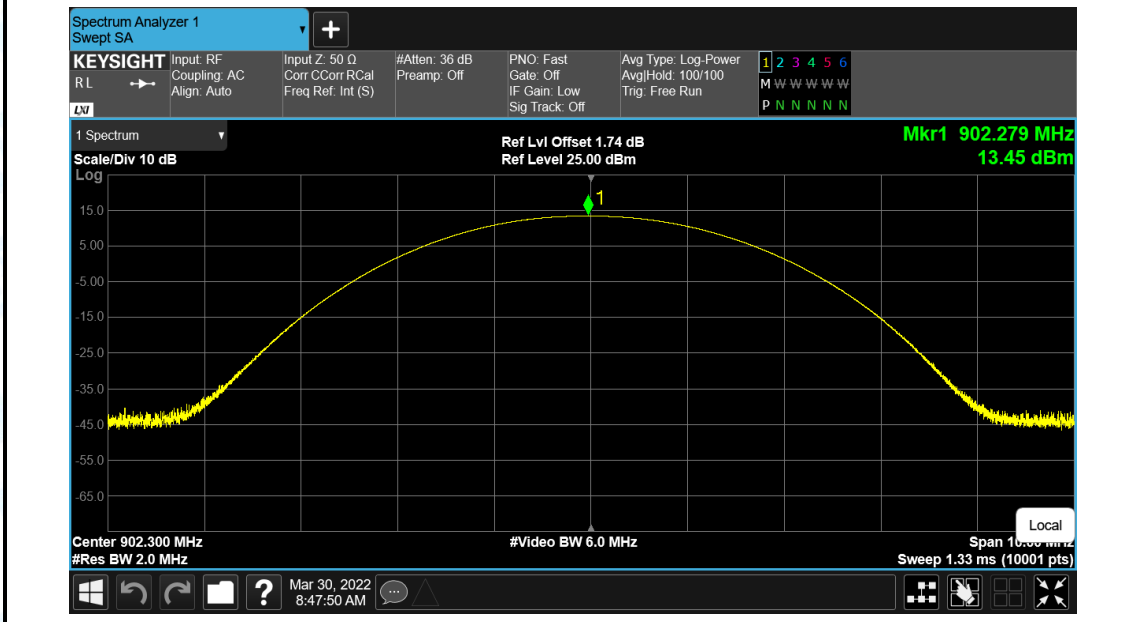 Spectrum Analyzer 1
Swept SA
KEYSIGHT
R L
LXI
Input: RF
Coupling: AC
Align: Auto
Input Z: 50 Ω
Corr CCorr RCal
Freq Ref: Int (S)
#Atten: 36 dB
Preamp: Off
PNO: Fast
Gate: Off
IF Gain: Low
Sig Track: Off
Avg Type: Log-Power
Avg|Hold: 100/100
Trig: Free Run
1 2 3 4 5 6
M W W W W W
P N N N N N
1 Spectrum
Scale/Div 10 dB
Log
Ref Lvl Offset 1.74 dB
Ref Level 25.00 dBm
Mkr1 902.279 MHz
13.45 dBm
1
15.0
5.00
-5.00
-15.0
-25.0
-35.0
-45.0
-55.0
-65.0
Local
Center 902.300 MHz
#Video BW 6.0 MHz
Span 10.00 MHz
#Res BW 2.0 MHz
Sweep 1.33 ms (10001 pts)
Mar 30, 2022
8:47:50 AM